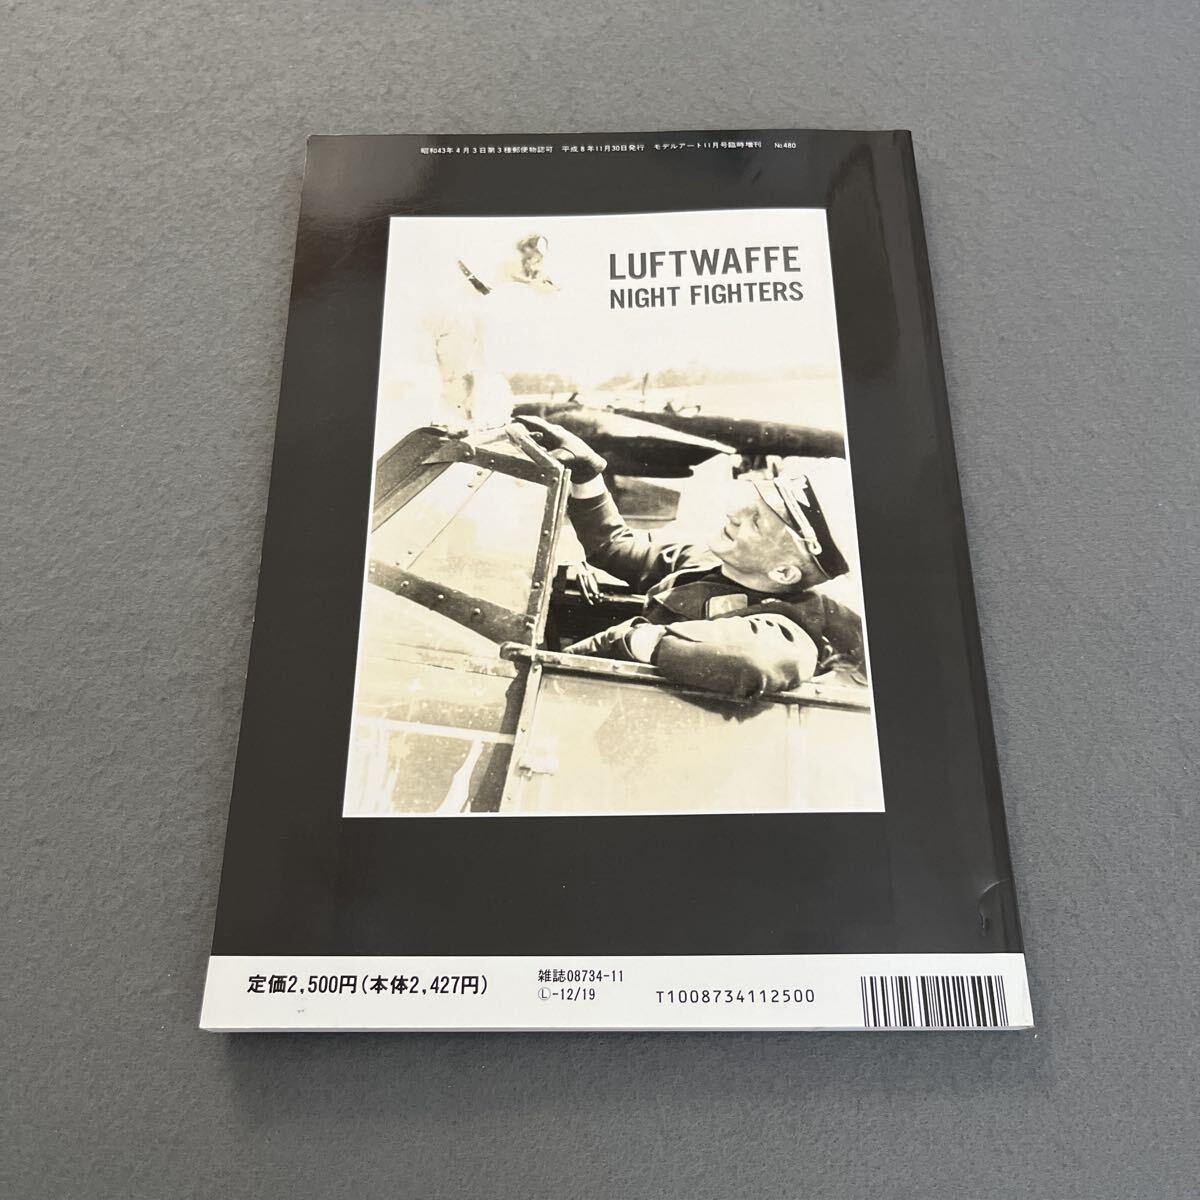 昭和43年4月3日第3種郵便物認可　平成8年11月30日発行　モデルアート11月号臨時増刊　No.480
LUFTWAFFE
NIGHT FIGHTERS
定価2,500円(本体2,427円)
雑誌08734-11
Ⓛ-12/19
T1008734112500